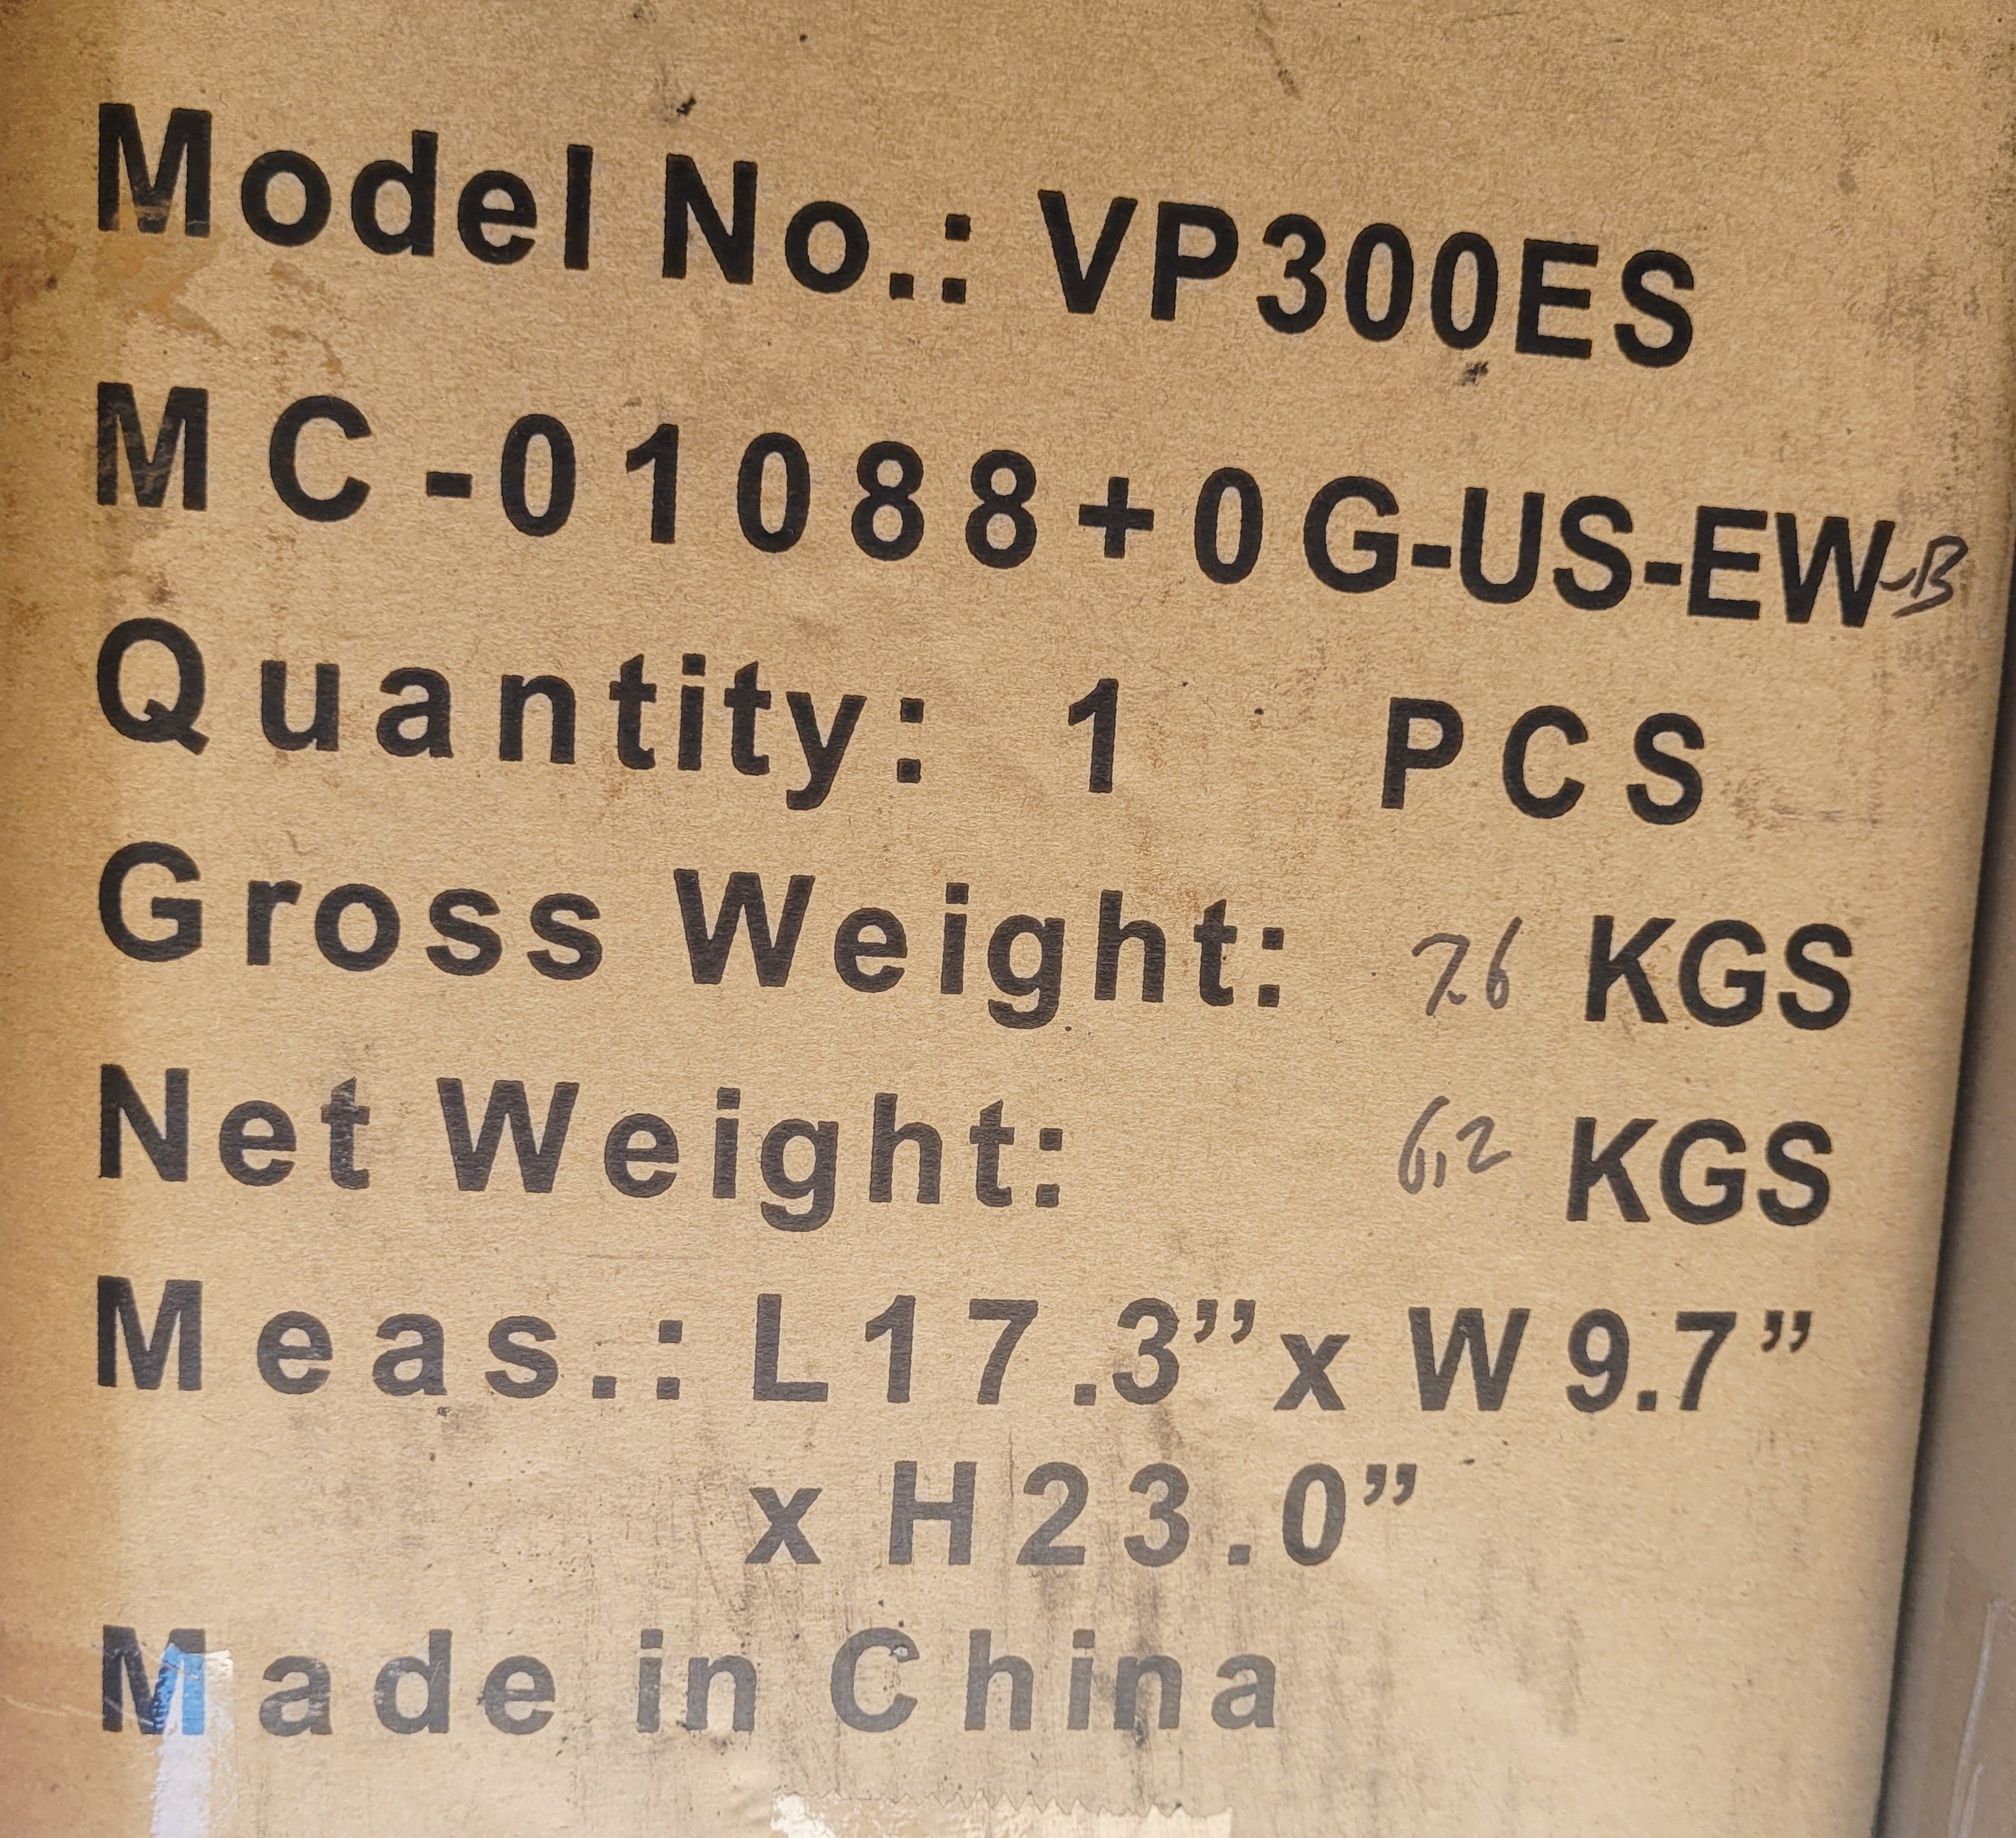 Model No.: VP300ES
MC-01088+0G-US-EW-B
Quantity: 1 PCS
Gross Weight: 7.6 KGS
Net Weight: 6.2 KGS
Meas.: L17.3” x W9.7”
x H23.0”
Made in China